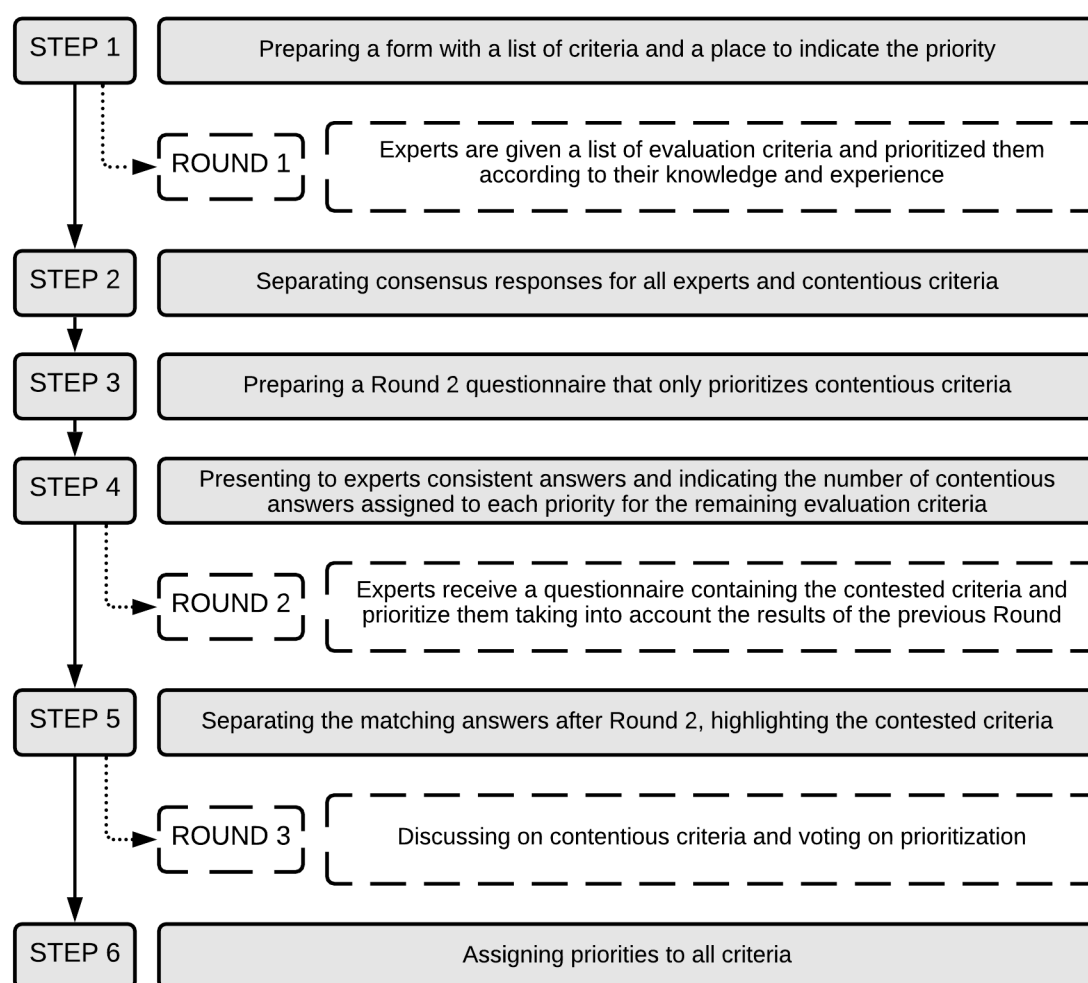 STEP 1
Preparing a form with a list of criteria and a place to indicate the priority
ROUND 1
Experts are given a list of evaluation criteria and prioritized them
according to their knowledge and experience
STEP 2
Separating consensus responses for all experts and contentious criteria
STEP 3
Preparing a Round 2 questionnaire that only prioritizes contentious criteria
STEP 4
Presenting to experts consistent answers and indicating the number of contentious
answers assigned to each priority for the remaining evaluation criteria
ROUND 2
Experts receive a questionnaire containing the contested criteria and
prioritize them taking into account the results of the previous Round
STEP 5
Separating the matching answers after Round 2, highlighting the contested criteria
ROUND 3
Discussing on contentious criteria and voting on prioritization
STEP 6
Assigning priorities to all criteria